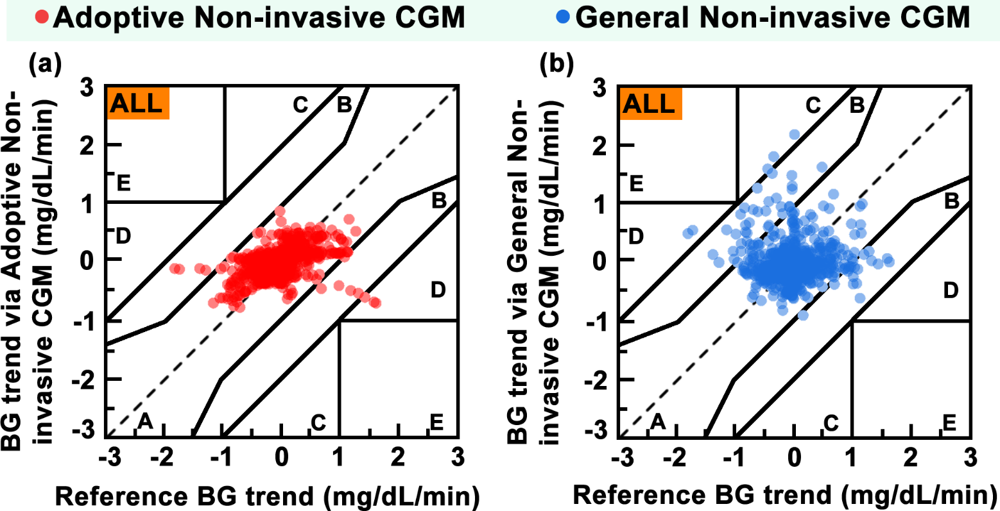 Adoptive Non-invasive CGM
General Non-invasive CGM
(a)
BG trend via Adoptive Non-
invasive CGM (mg/dL/min)
3
2
1
0
-1
-2
-3
ALL
C
B
E
D
B
D
A
C
E
-3 -2 -1 0 1 2 3
Reference BG trend (mg/dL/min)
(b)
BG trend via General Non-
invasive CGM (mg/dL/min)
3
2
1
0
-1
-2
-3
ALL
C
B
E
D
B
D
A
C
E
-3 -2 -1 0 1 2 3
Reference BG trend (mg/dL/min)